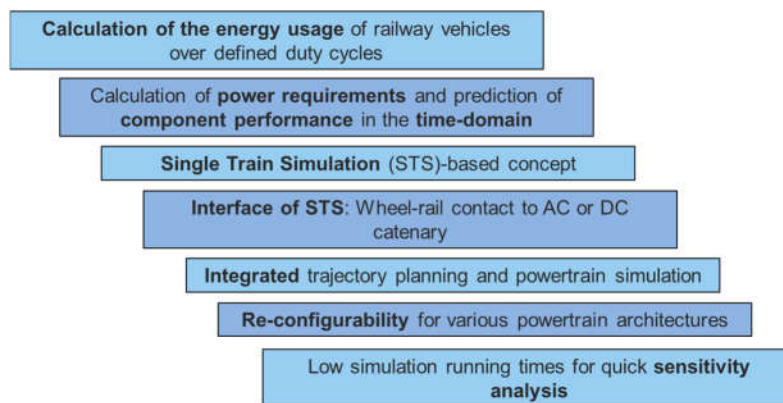 Calculation of the energy usage of railway vehicles
over defined duty cycles
Calculation of power requirements and prediction of
component performance in the time-domain
Single Train Simulation (STS)-based concept
Interface of STS: Wheel-rail contact to AC or DC
catenary
Integrated trajectory planning and powertrain simulation
Re-configurability for various powertrain architectures
Low simulation running times for quick sensitivity
analysis